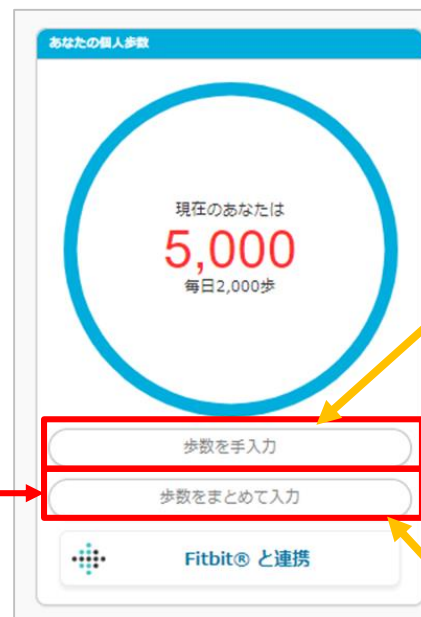 あなたの個人歩数
現在のあなたは
5,000
毎日2,000歩
歩数を手入力
歩数をまとめて入力
Fitbit® と連携